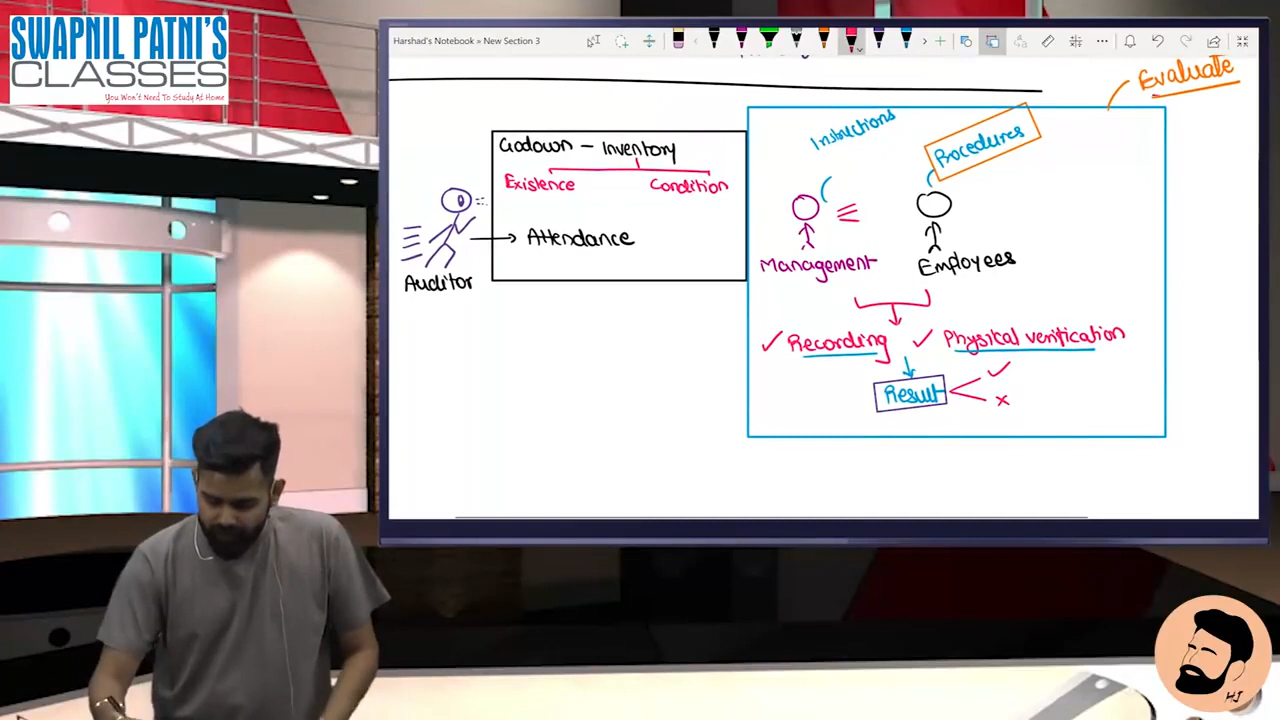 SWAPNIL PATNI'S
CLASSES
You Won't Need To Study At Home
Harshad's Notebook » New Section 3
Evaluate
Instructions
Procedures
Godown – Inventory
Existence
Condition
Attendance
Auditor
Management
Employees
✓ Recording ✓ Physical verification
Result
✓
×
HJ